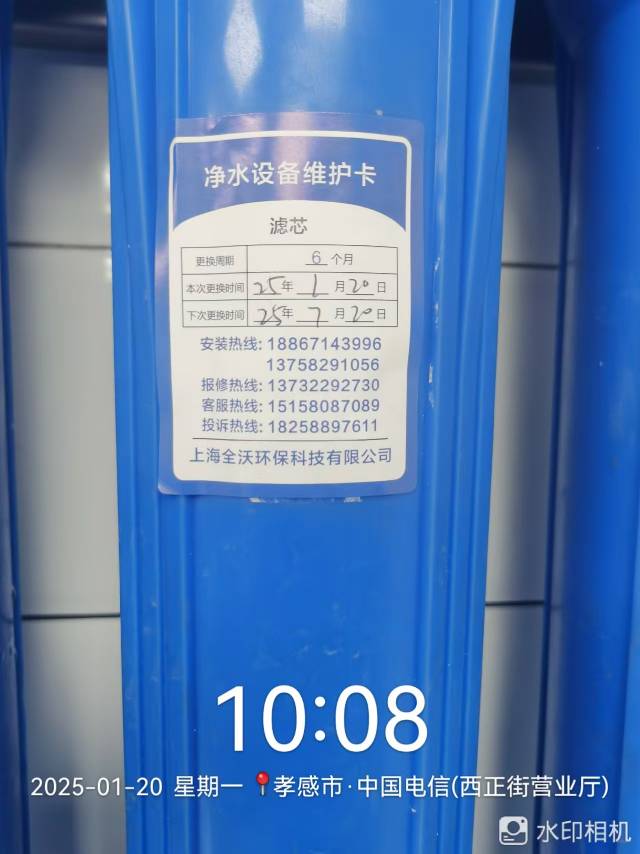 净水设备维护卡
滤芯
更换周期 6 个月
本次更换时间 25年 1 月 20 日
下次更换时间 25年 7 月 20 日
安装热线: 18867143996
13758291056
报修热线: 13732292730
客服热线: 15158087089
投诉热线: 18258897611
上海全沃环保科技有限公司
10:08
2025-01-20 星期一 孝感市·中国电信(西正街营业厅)
水印相机